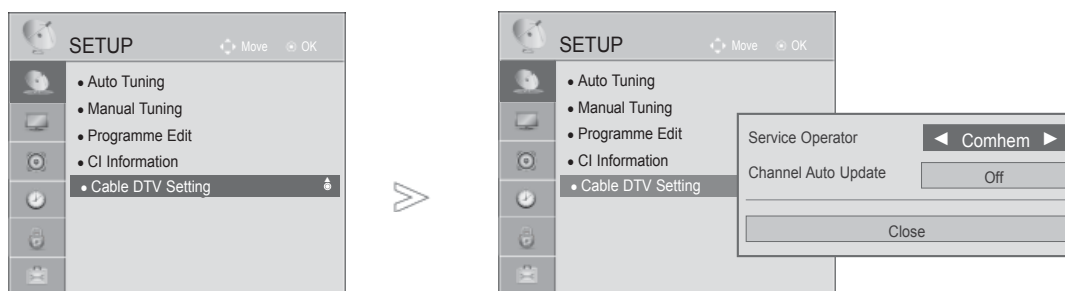 SETUP
Move OK
• Auto Tuning
• Manual Tuning
• Programme Edit
• CI Information
• Cable DTV Setting
SETUP
Move OK
• Auto Tuning
• Manual Tuning
• Programme Edit
• CI Information
• Cable DTV Setting
Service Operator ◄ Comhem ►
Channel Auto Update Off
Close